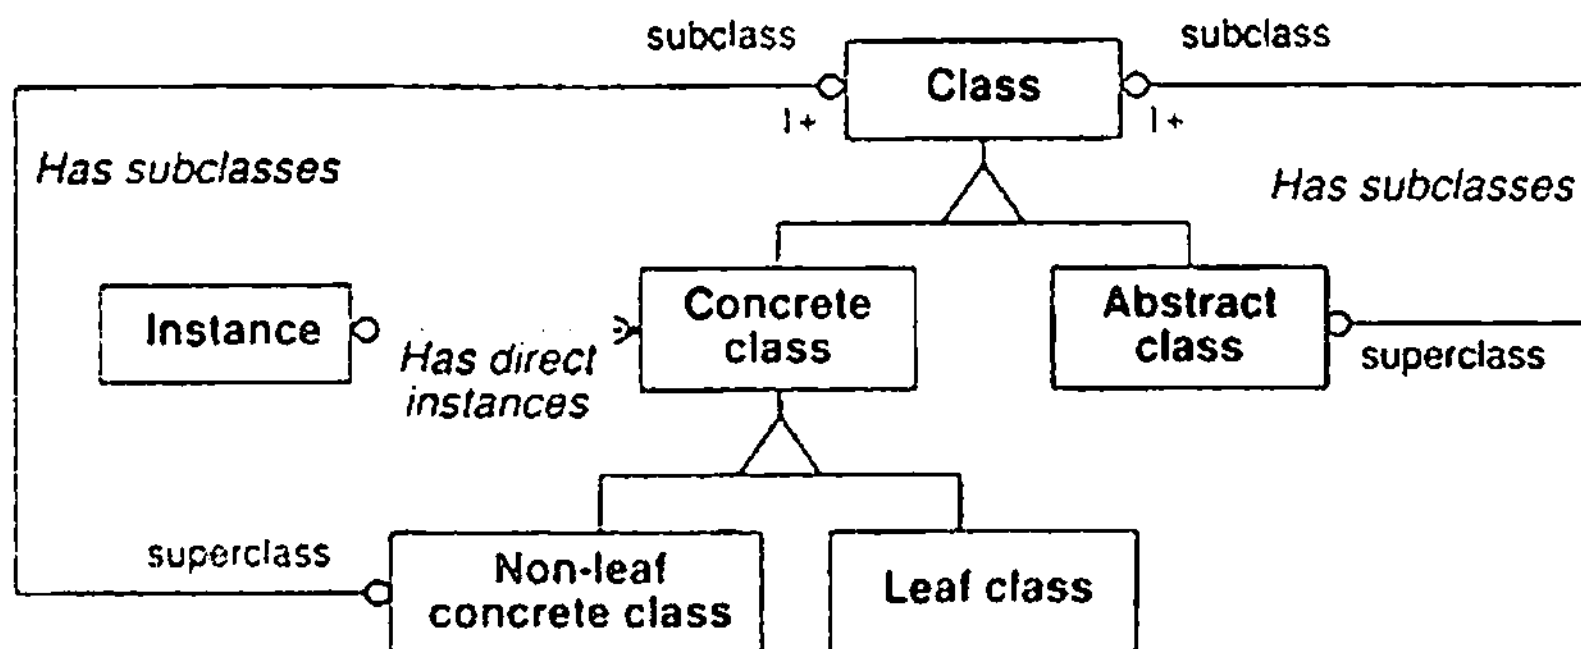 subclass
subclass
Class
1+
1+
Has subclasses
Has subclasses
Concrete
class
Abstract
class
Instance
Has direct
instances
superclass
superclass
Non-leaf
concrete class
Leaf class